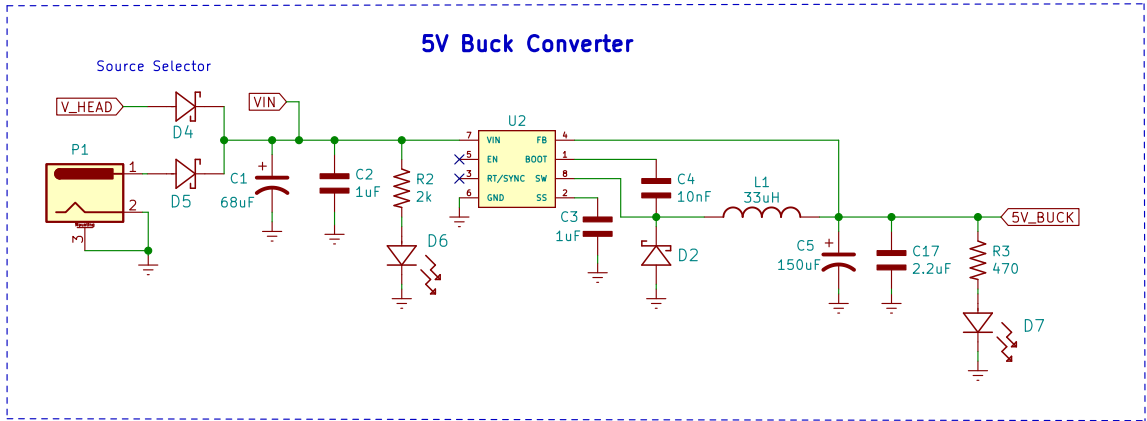 5V Buck Converter
Source Selector
V_HEAD
D4
VIN
P1
1
2
3
D5
C1
68uF
+
C2
1uF
R2
2k
D6
U2
7 VIN
5 EN
3 RT/SYNC
6 GND
FB 4
BOOT 1
SW 8
SS 2
C3
1uF
C4
10nF
D2
L1
33uH
C5
150uF
+
C17
2.2uF
5V_BUCK
R3
470
D7